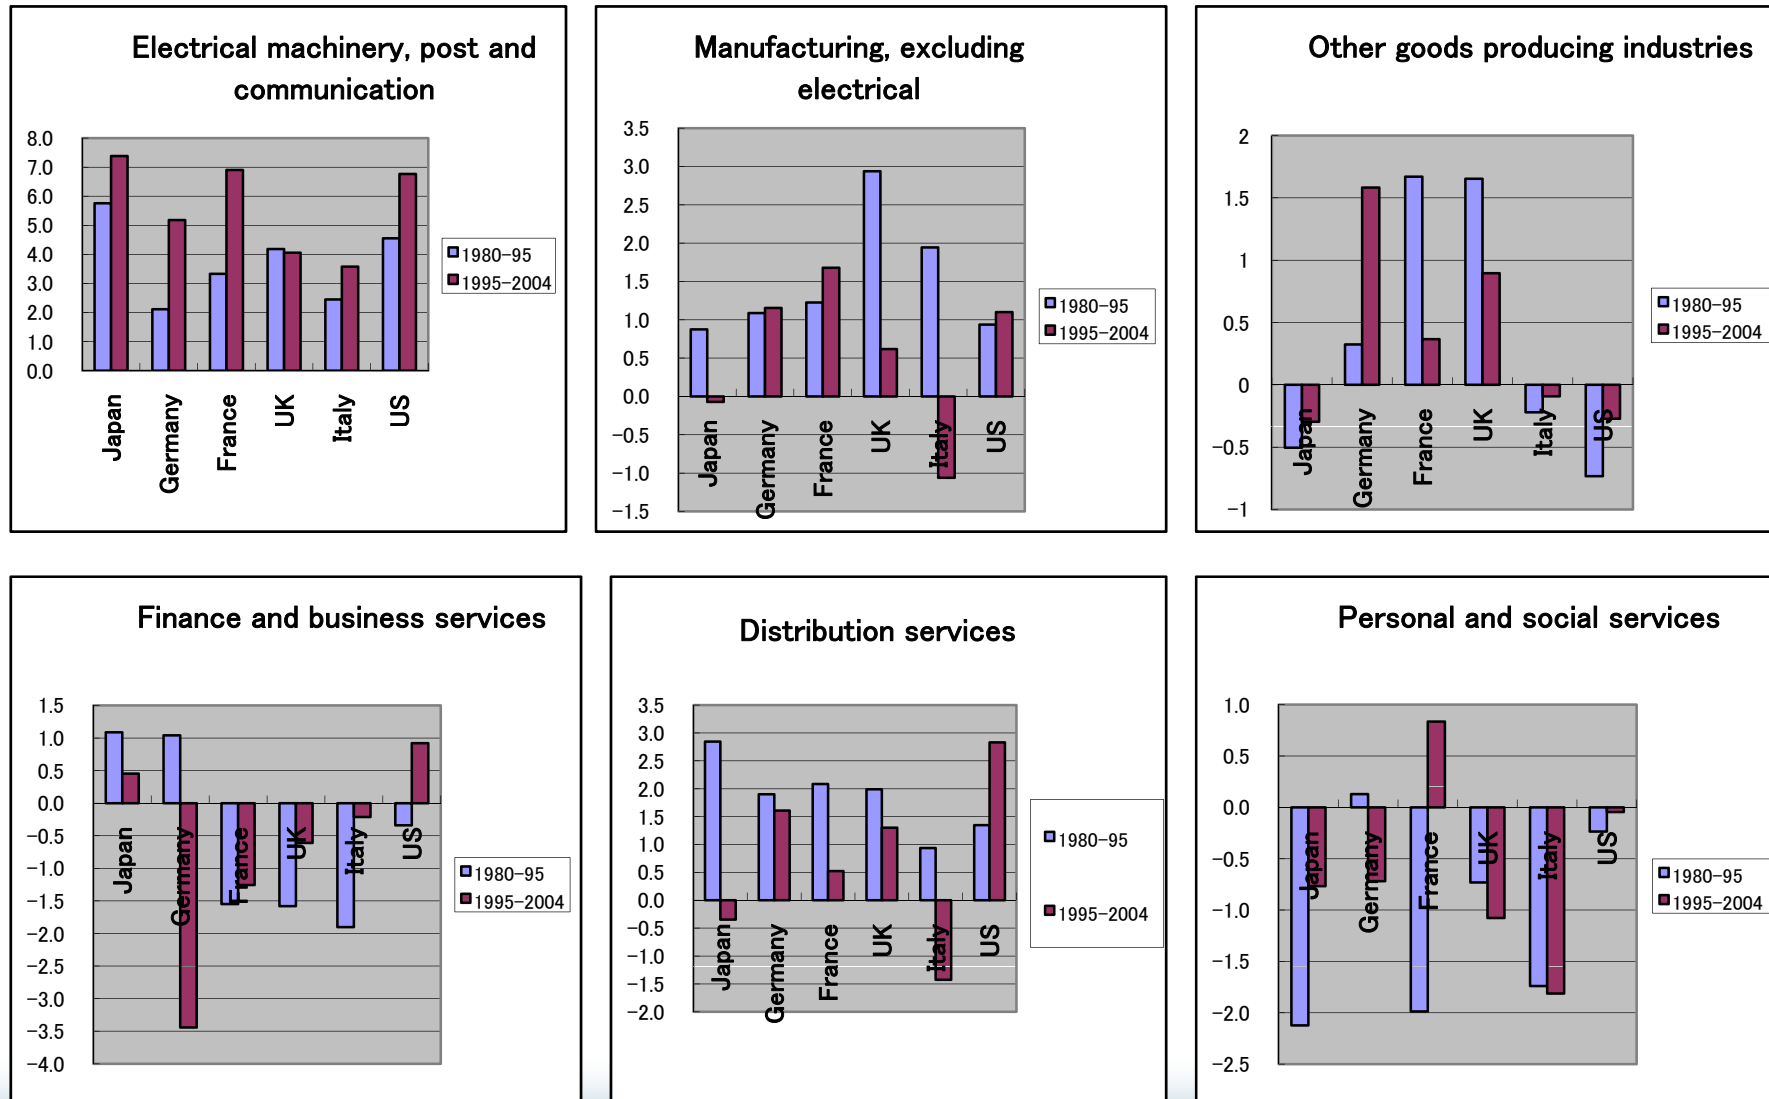 Electrical machinery, post and
communication
8.0
7.0
6.0
5.0
4.0
3.0
2.0
1.0
0.0
Japan
Germany
France
UK
Italy
US
1980-95
1995-2004
Manufacturing, excluding
electrical
3.5
3.0
2.5
2.0
1.5
1.0
0.5
0.0
-0.5
-1.0
-1.5
Japan
Germany
France
UK
Italy
US
1980-95
1995-2004
Other goods producing industries
2
1.5
1
0.5
0
-0.5
-1
Japan
Germany
France
UK
Italy
US
1980-95
1995-2004
Finance and business services
1.5
1.0
0.5
0.0
-0.5
-1.0
-1.5
-2.0
-2.5
-3.0
-3.5
-4.0
Japan
Germany
France
UK
Italy
US
1980-95
1995-2004
Distribution services
3.5
3.0
2.5
2.0
1.5
1.0
0.5
0.0
-0.5
-1.0
-1.5
-2.0
Japan
Germany
France
UK
Italy
US
1980-95
1995-2004
Personal and social services
1.0
0.5
0.0
-0.5
-1.0
-1.5
-2.0
-2.5
Japan
Germany
France
UK
Italy
US
1980-95
1995-2004